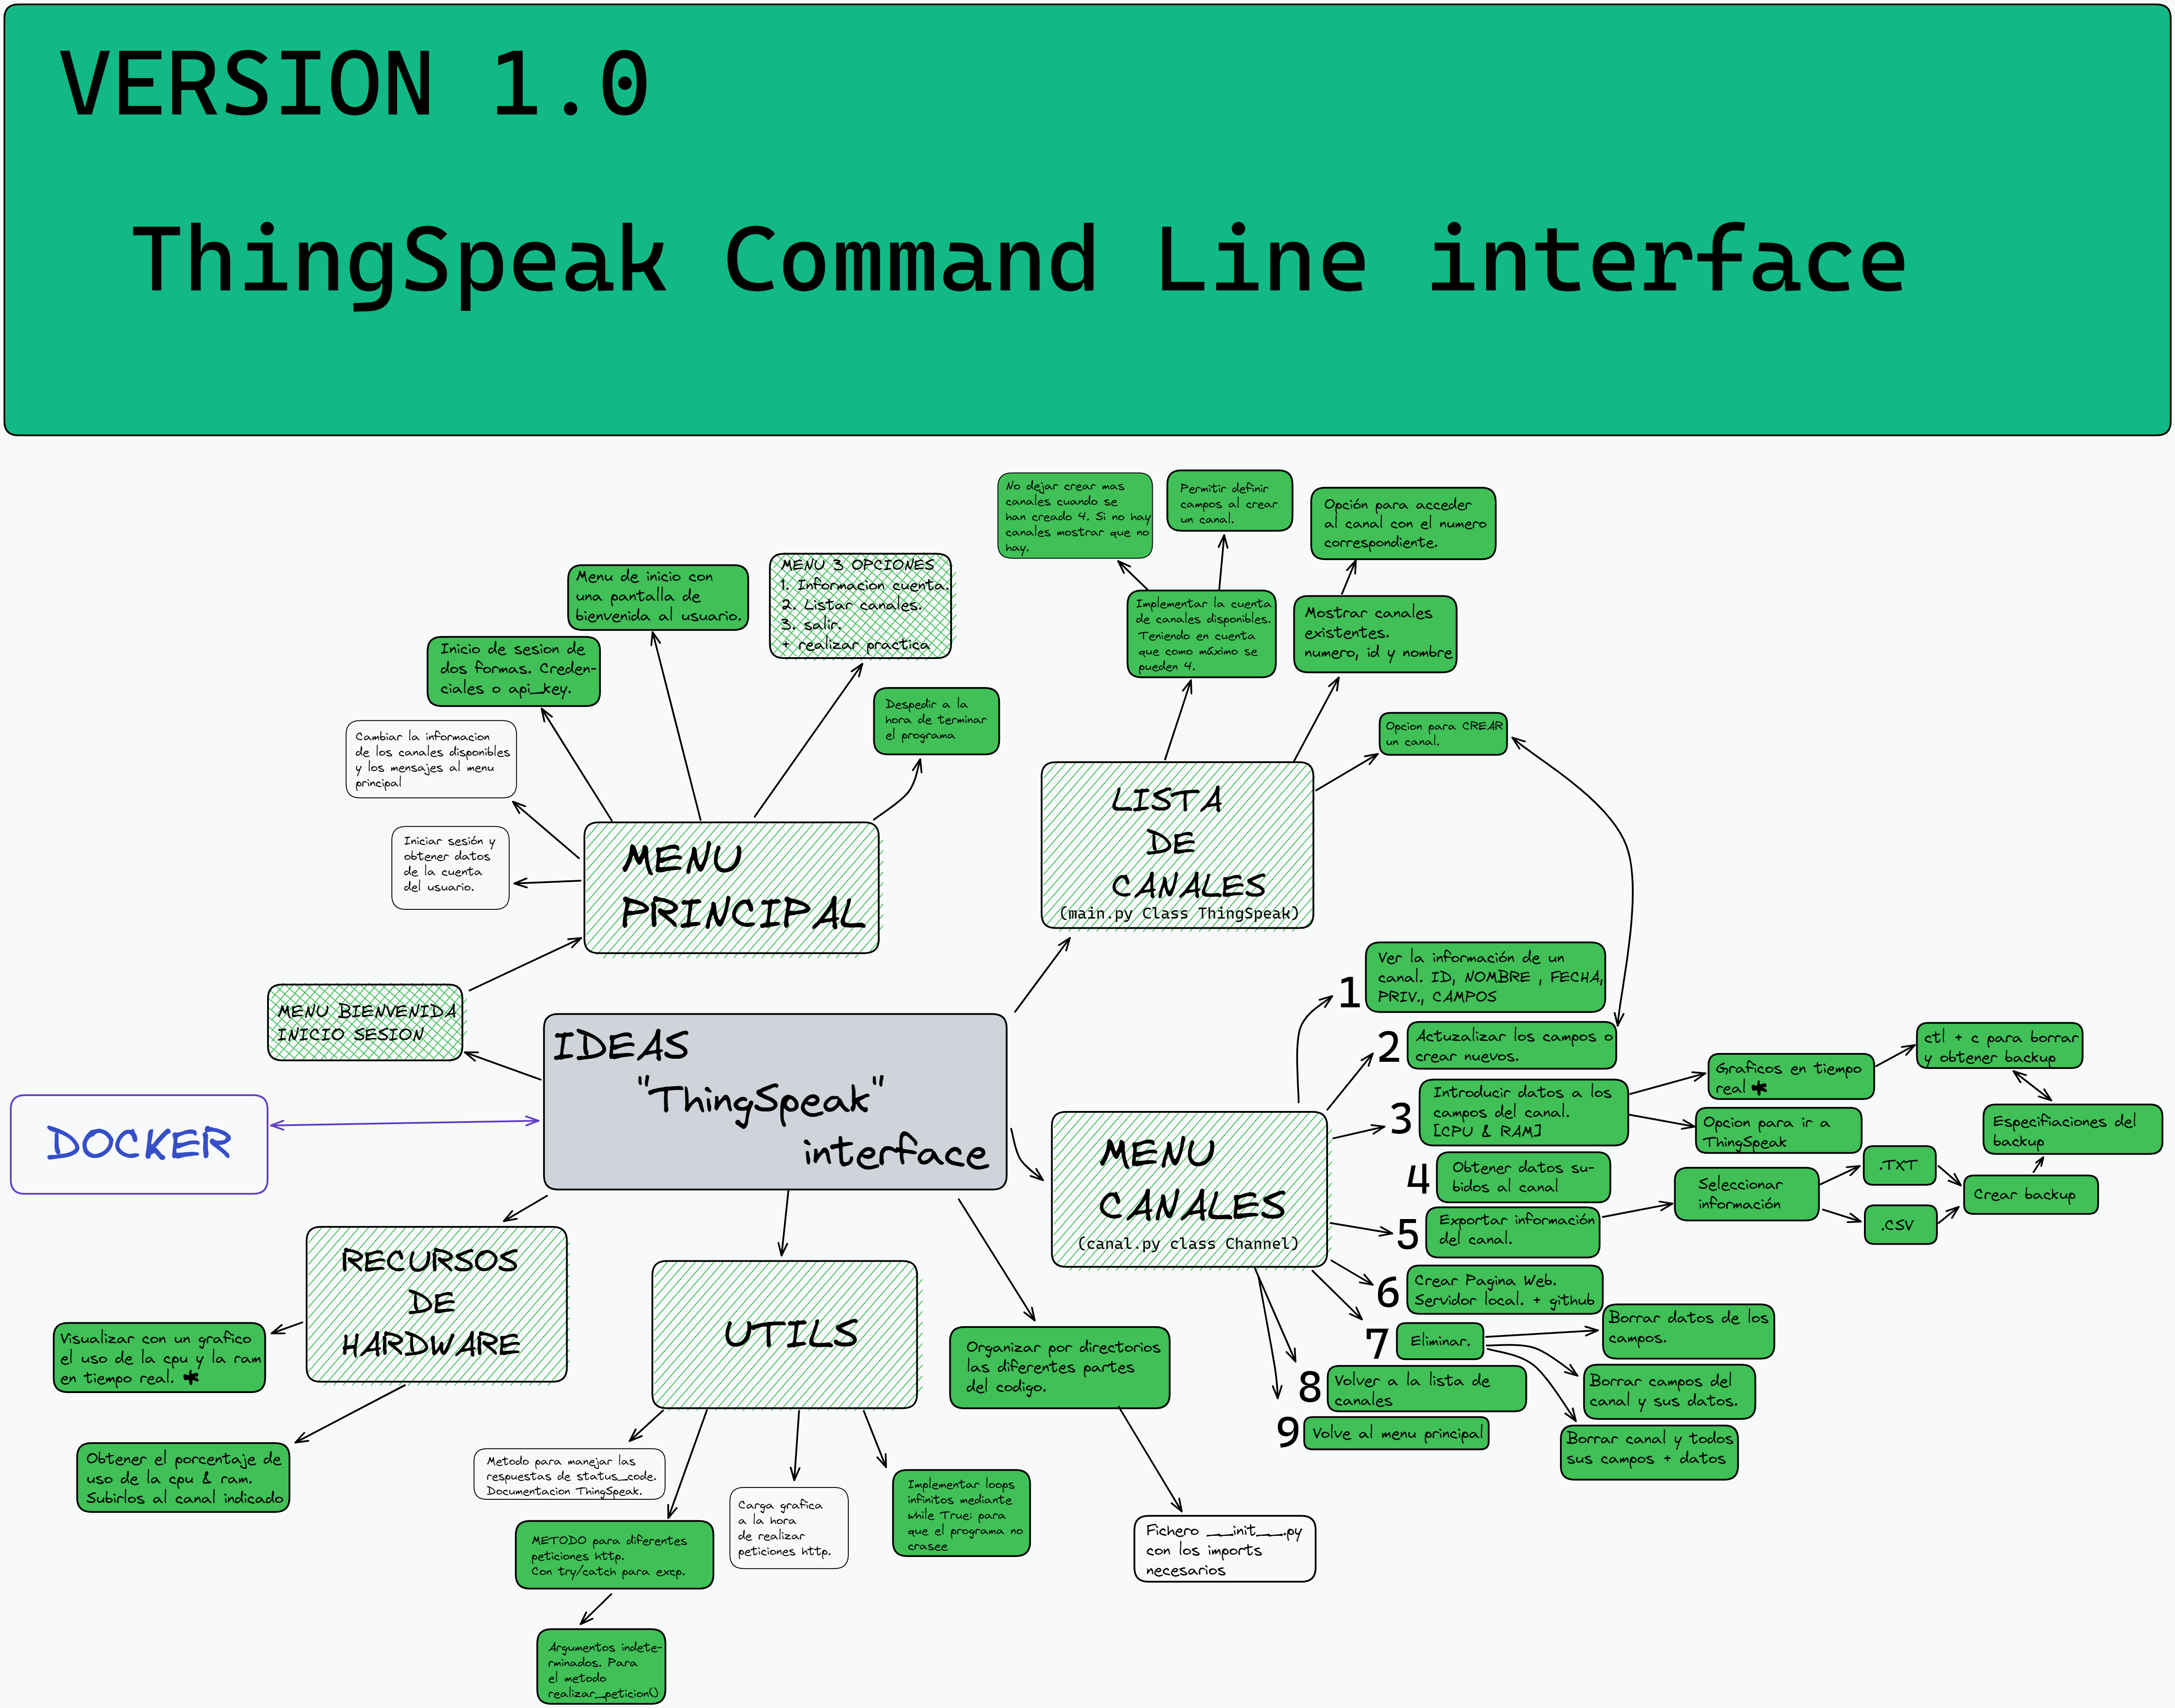 VERSION 1.0
ThingSpeak Command Line interface
No dejar crear mas
canales cuando se
han creado 4. Si no hay
canales mostrar que no
hay.
Permitir definir
campos al crear
un canal.
Opción para acceder
al canal con el numero
correspondiente.
Menu de inicio con
una pantalla de
bienvenida al usuario.
MENU 3 OPCIONES
1. Informacion cuenta.
2. Listar canales.
3. salir.
+ realizar practica
Implementar la cuenta
de canales disponibles.
Teniendo en cuenta
que como máximo se
pueden 4.
Mostrar canales
existentes.
numero, id y nombre
Inicio de sesion de
dos formas. Creden-
ciales o api_key.
Despedir a la
hora de terminar
el programa
Opcion para CREAR
un canal.
Cambiar la informacion
de los canales disponibles
y los mensajes al menu
principal
Iniciar sesión y
obtener datos
de la cuenta
del usuario.
MENU
PRINCIPAL
LISTA
DE
CANALES
(main.py Class ThingSpeak)
MENU BIENVENIDA
INICIO SESION
IDEAS
"ThingSpeak"
interface
DOCKER
1
Ver la información de un
canal. ID, NOMBRE , FECHA,
PRIV., CAMPOS
2
Actuzalizar los campos o
crear nuevos.
3
Introducir datos a los
campos del canal.
[CPU & RAM]
Graficos en tiempo
real *
ctl + c para borrar
y obtener backup
Opcion para ir a
ThingSpeak
Especifiaciones del
backup
MENU
CANALES
(canal.py class Channel)
4
Obtener datos su-
bidos al canal
5
Exportar información
del canal.
Seleccionar
información
.TXT
.CSV
Crear backup
6
Crear Pagina Web.
Servidor local. + github
7
Eliminar.
Borrar datos de los
campos.
Borrar campos del
canal y sus datos.
Borrar canal y todos
sus campos + datos
8
Volver a la lista de
canales
9
Volve al menu principal
RECURSOS
DE
HARDWARE
Visualizar con un grafico
el uso de la cpu y la ram
en tiempo real. *
Obtener el porcentaje de
uso de la cpu & ram.
Subirlos al canal indicado
UTILS
Metodo para manejar las
respuestas de status_code.
Documentacion ThingSpeak.
METODO para diferentes
peticiones http.
Con try/catch para excp.
Argumentos indete-
rminados. Para
el metodo
realizar_peticion()
Carga grafica
a la hora
de realizar
peticiones http.
Implementar loops
infinitos mediante
while True: para
que el programa no
crasee
Organizar por directorios
las diferentes partes
del codigo.
Fichero __init__.py
con los imports
necesarios